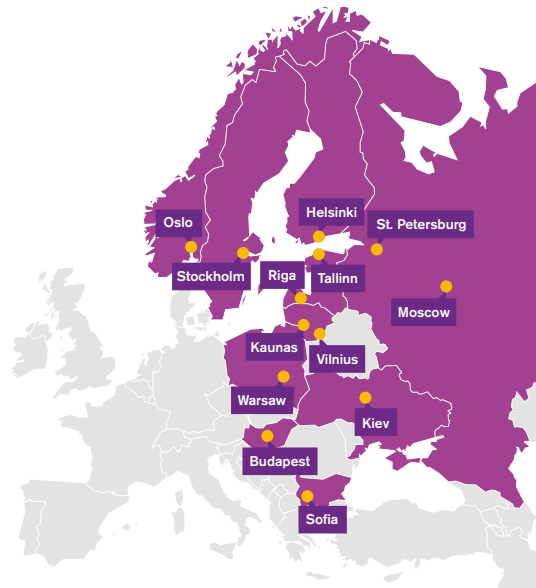 Helsinki
Oslo
St. Petersburg
Stockholm
Riga
Tallinn
Moscow
Kaunas
Vilnius
Warsaw
Kiev
Budapest
Sofia